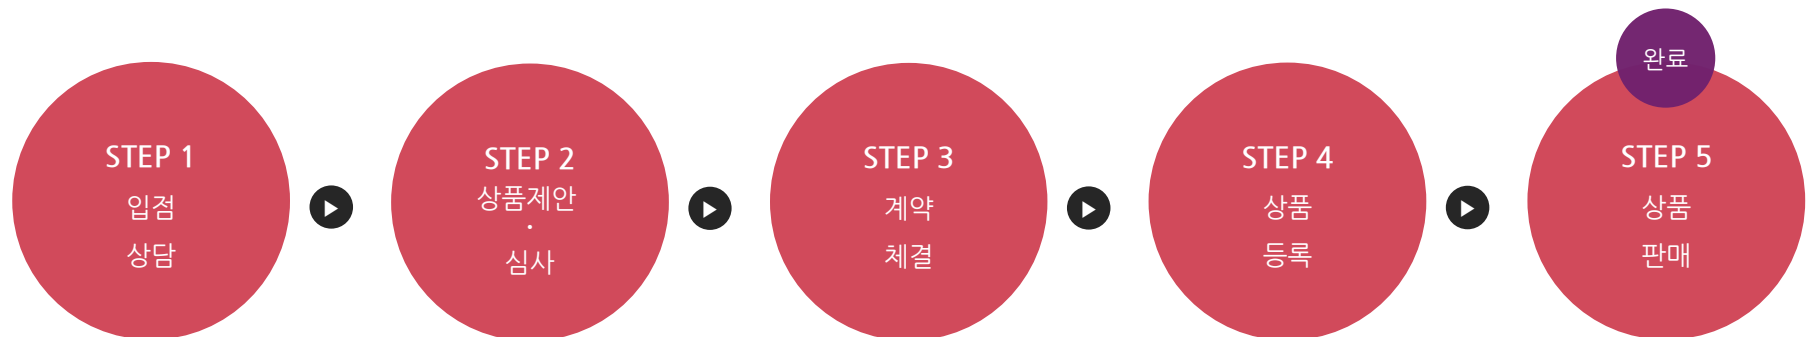 STEP 1
입점
상담
STEP 2
상품제안
·
심사
STEP 3
계약
체결
STEP 4
상품
등록
완료
STEP 5
상품
판매